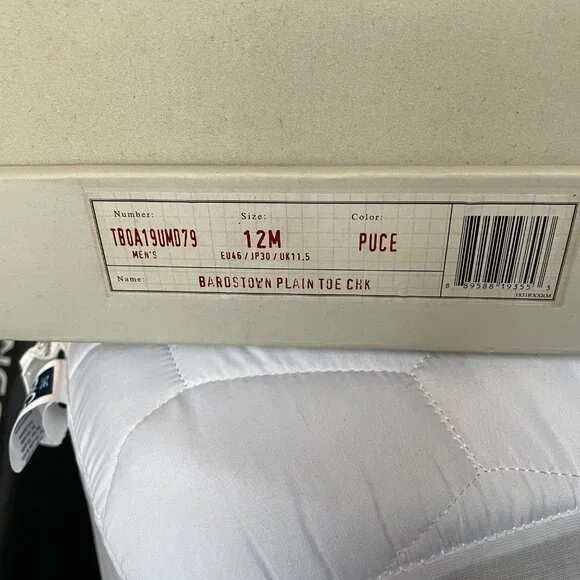 Number: Size: Color:
TB0A19UMD79 12M PUCE
MEN'S EU46 / JP30 / UK11.5
Name: BARDSTOWN PLAIN TOE CHK
8 89588 19355 3
1831RXXRM